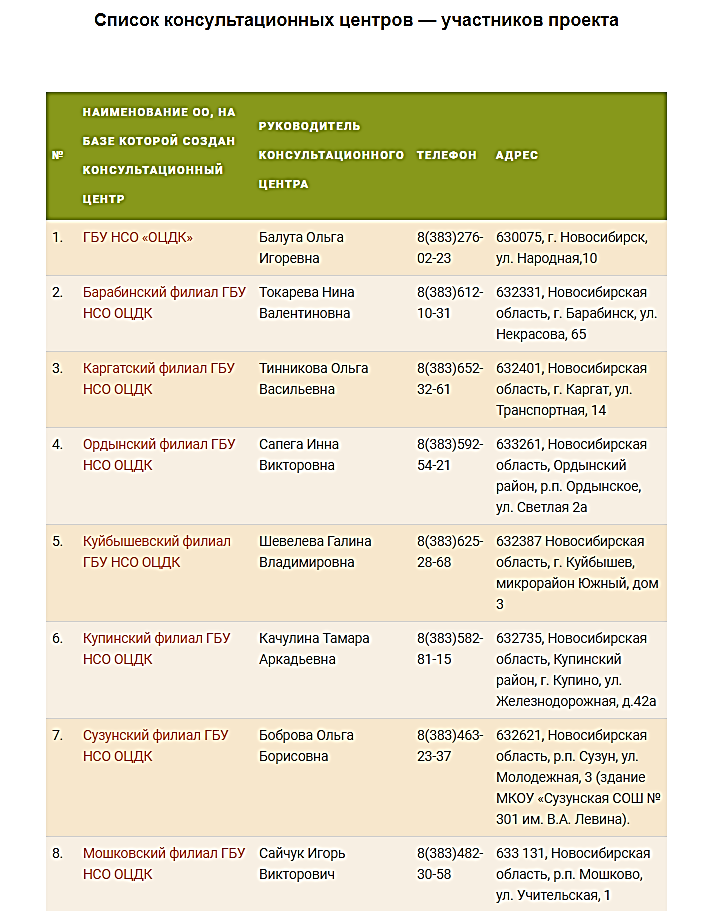 Список консультационных центров — участников проекта
№
НАИМЕНОВАНИЕ ОО, НА
БАЗЕ КОТОРОЙ СОЗДАН
КОНСУЛЬТАЦИОННЫЙ
ЦЕНТР
РУКОВОДИТЕЛЬ
КОНСУЛЬТАЦИОННОГО
ЦЕНТРА
ТЕЛЕФОН
АДРЕС
1.
ГБУ НСО «ОЦДК»
Балута Ольга
Игоревна
8(383)276-
02-23
630075, г. Новосибирск,
ул. Народная,10
2.
Барабинский филиал ГБУ
НСО ОЦДК
Токарева Нина
Валентиновна
8(383)612-
10-31
632331, Новосибирская
область, г. Барабинск, ул.
Некрасова, 65
3.
Каргатский филиал ГБУ
НСО ОЦДК
Тинникова Ольга
Васильевна
8(383)652-
32-61
632401, Новосибирская
область, г. Каргат, ул.
Транспортная, 14
4.
Ордынский филиал ГБУ
НСО ОЦДК
Сапега Инна
Викторовна
8(383)592-
54-21
633261, Новосибирская
область, Ордынский
район, р.п. Ордынское,
ул. Светлая 2а
5.
Куйбышевский филиал
ГБУ НСО ОЦДК
Шевелева Галина
Владимировна
8(383)625-
28-68
632387 Новосибирская
область, г. Куйбышев,
микрорайон Южный, дом
3
6.
Купинский филиал ГБУ
НСО ОЦДК
Качулина Тамара
Аркадьевна
8(383)582-
81-15
632735, Новосибирская
область, Купинский
район, г. Купино, ул.
Железнодорожная, д.42а
7.
Сузунский филиал ГБУ
НСО ОЦДК
Боброва Ольга
Борисовна
8(383)463-
23-37
632621, Новосибирская
область, р.п. Сузун, ул.
Молодежная, 3 (здание
МКОУ «Сузунская СОШ №
301 им. В.А. Левина).
8.
Мошковский филиал ГБУ
НСО ОЦДК
Сайчук Игорь
Викторович
8(383)482-
30-58
633 131, Новосибирская
область, р.п. Мошково,
ул. Учительская, 1